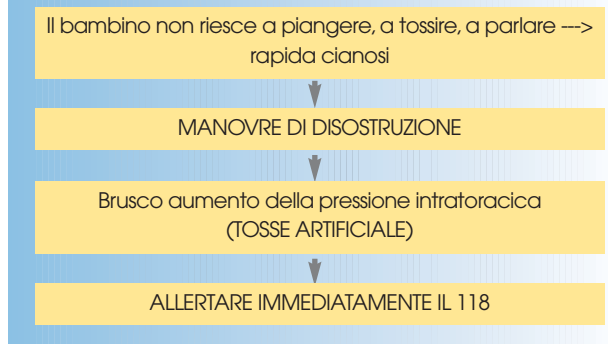 Il bambino non riesce a piangere, a tossire, a parlare --->
rapida cianosi
MANOVRE DI DISOSTRUZIONE
Brusco aumento della pressione intratoracica
(TOSSE ARTIFICIALE)
ALLERTARE IMMEDIATAMENTE IL 118